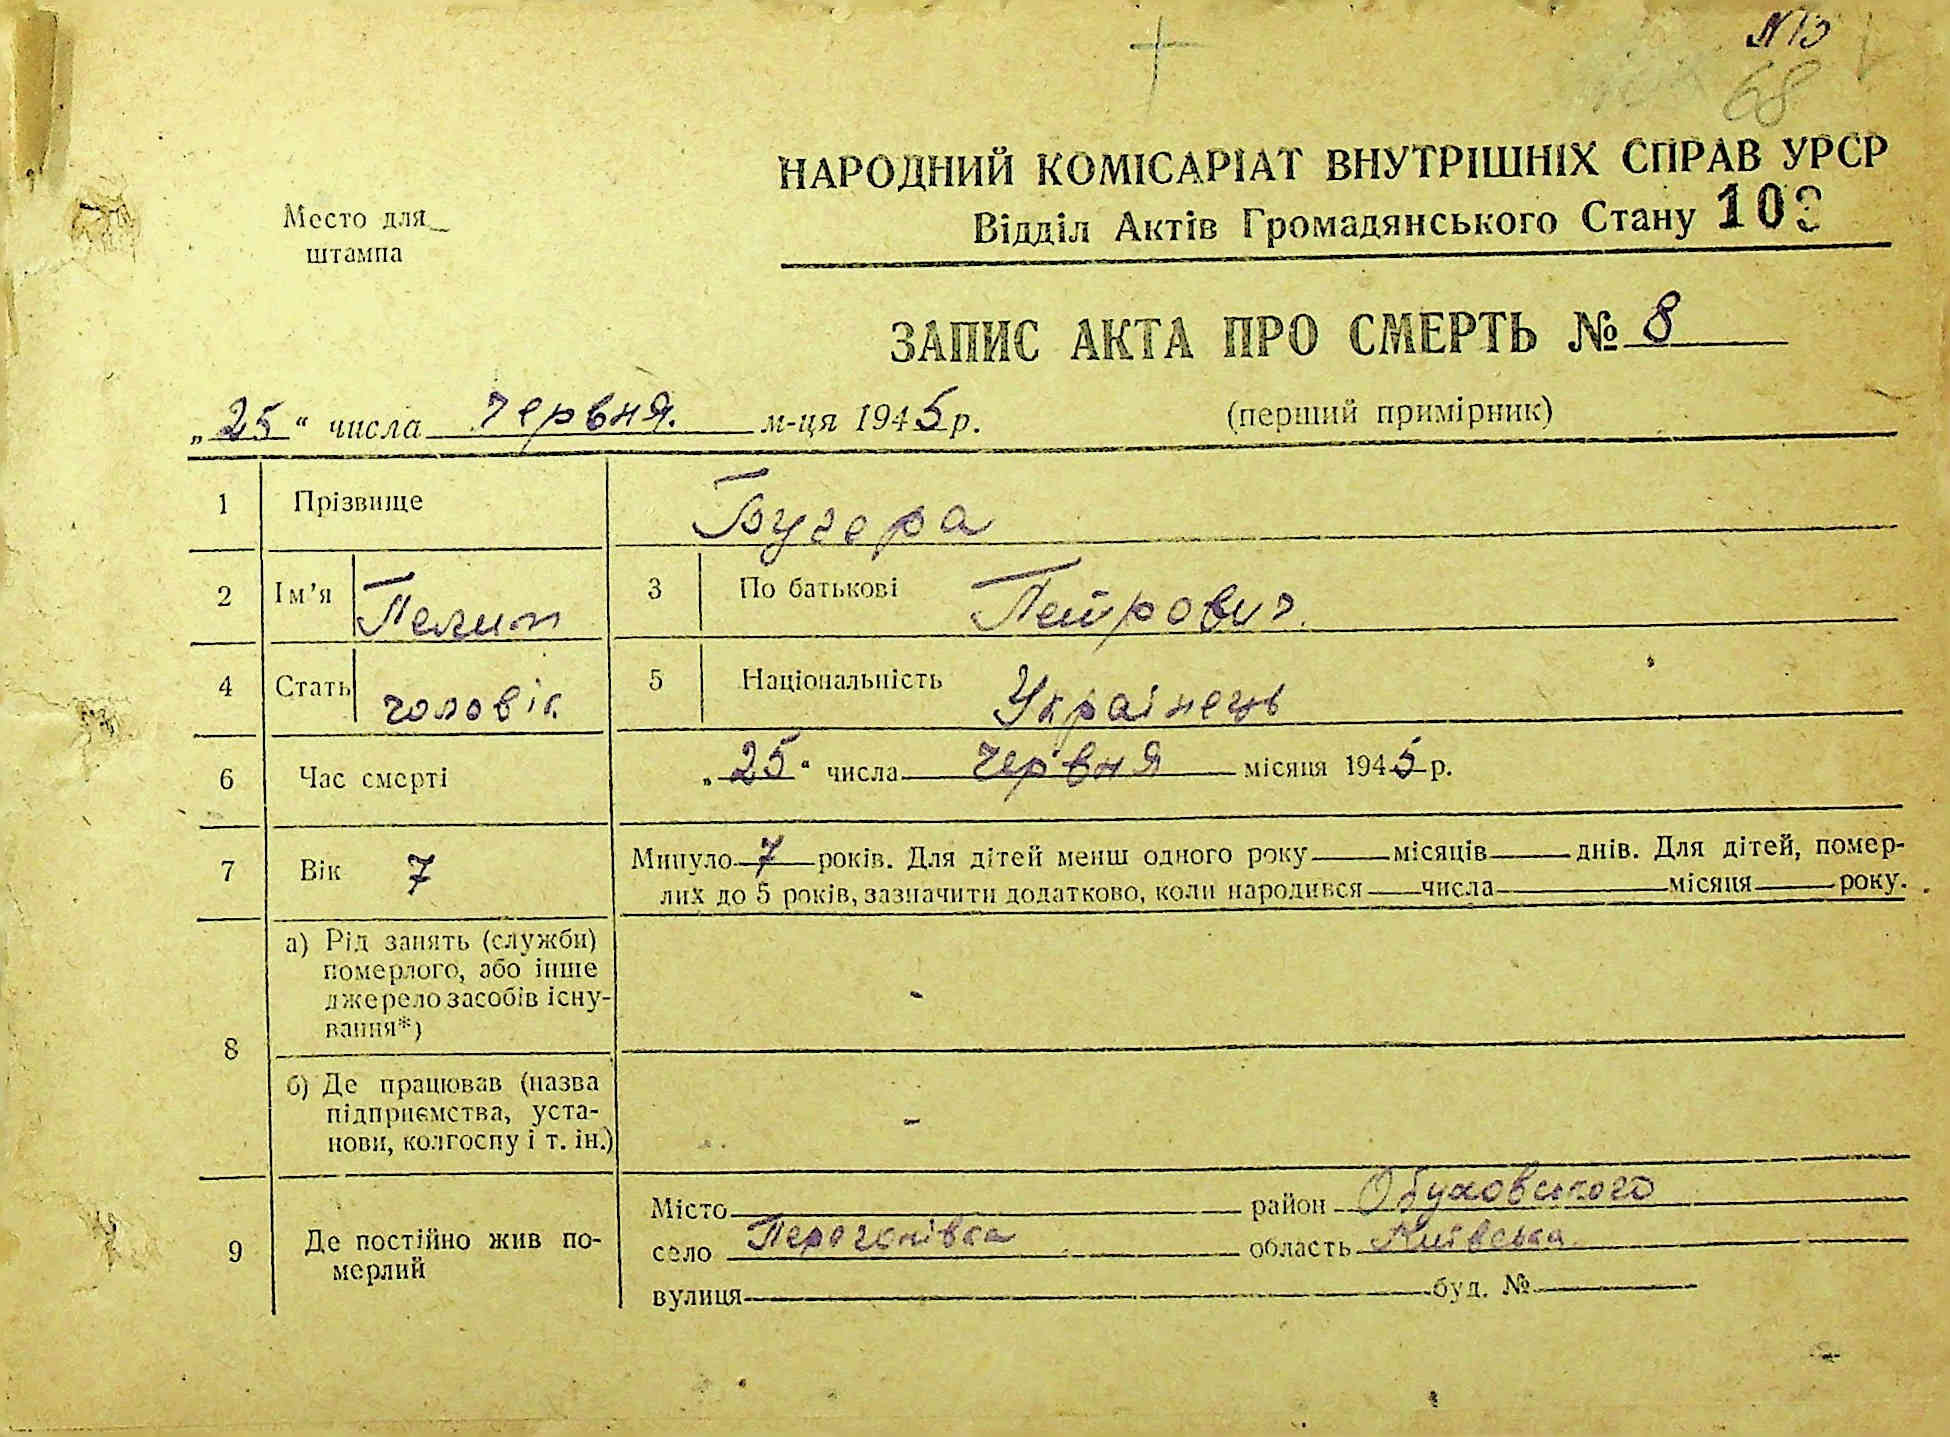 № 13
68
НАРОДНИЙ КОМІСАРІАТ ВНУТРІШНІХ СПРАВ УРСР
Место для штампа
Відділ Актів Громадянського Стану 103
ЗАПИС АКТА ПРО СМЕРТЬ № 8
„25“ числа червня. м-ця 1945 р. (перший примірник)
1 Прізвище Бугера
2 Ім’я Пилип 3 По батькові Петрович.
4 Стать чоловік 5 Національність Українець
6 Час смерті „25“ числа червня місяця 1945 р.
7 Вік 7 Минуло 7 років. Для дітей менш одного року місяців днів. Для дітей, помер-
лих до 5 років, зазначити додатково, коли народився числа місяця року.
8 а) Рід занять (служби)
померлого, або інше
джерело засобів існу-
вання*) -
б) Де працював (назва
підприємства, уста-
нови, колгоспу і т. ін.) -
9 Де постійно жив по-
мерлий
Місто район Обуховського
село Перегонівка область Київська
вулиця буд. №